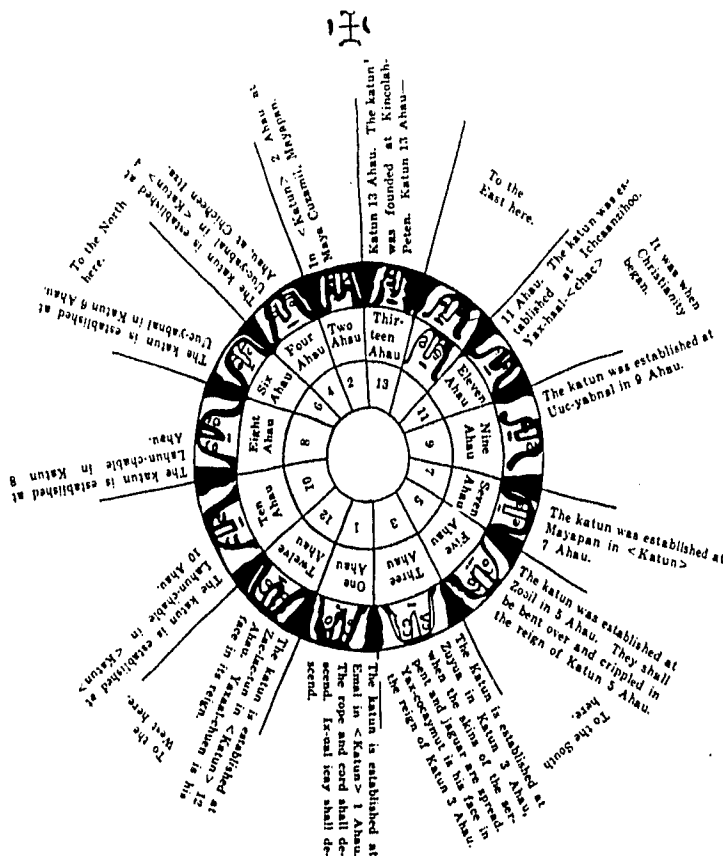 Katun 13 Ahau. The katun
was founded at Kincolah-
Peten. Katun 13 Ahau—
To the
East here.
11 Ahau. The katun was es-
tablished at Ichcaanzihoo.
Yax-haal-<chac>
It was when
Christianity
began.
The katun was established at
Uuc-yabnal in 9 Ahau.
The katun was established at
Mayapan in <Katun>
7 Ahau.
The katun was established at
Zodil in 5 Ahau. They shall
be bent over and crippled in
the reign of Katun 5 Ahau.
To the South
here.
The Katun is established at
Zuyua in Katun 3 Ahau,
when the skins of the ser-
pent and jaguar are spread.
Yax-cocaymut is his face in
the reign of Katun 3 Ahau.
The katun is established at
Emal in <Katun> 1 Ahau.
The rope and cord shall de-
scend. Ix-ual icay shall de-
scend.
The katun is established at
Zac-lac-tun in <Katun> 12
Ahau. Yaxaal-chuen is his
face in its reign.
To the
West here.
The katun is established at
Lahun-chable in <Katun>
10 Ahau.
The katun is established at
Lahun-chable in Katun 8
Ahau.
The katun is established at
Uuc-yabnal in Katun 6 Ahau.
To the North
here.
The katun is established at
Uuc-yabnal in <Katun> 4
Ahau, at Chicheen Itza.
In <Katun> 2 Ahau at
Maya Cuzamil, Mayapan.
Thir-
teen
Ahau
Eleven
Ahau
Nine
Ahau
Seven
Ahau
Five
Ahau
Three
Ahau
One
Ahau
Twelve
Ahau
Ten
Ahau
Eight
Ahau
Six
Ahau
Four
Ahau
Two
Ahau
13
11
9
7
5
3
1
12
10
8
6
4
2